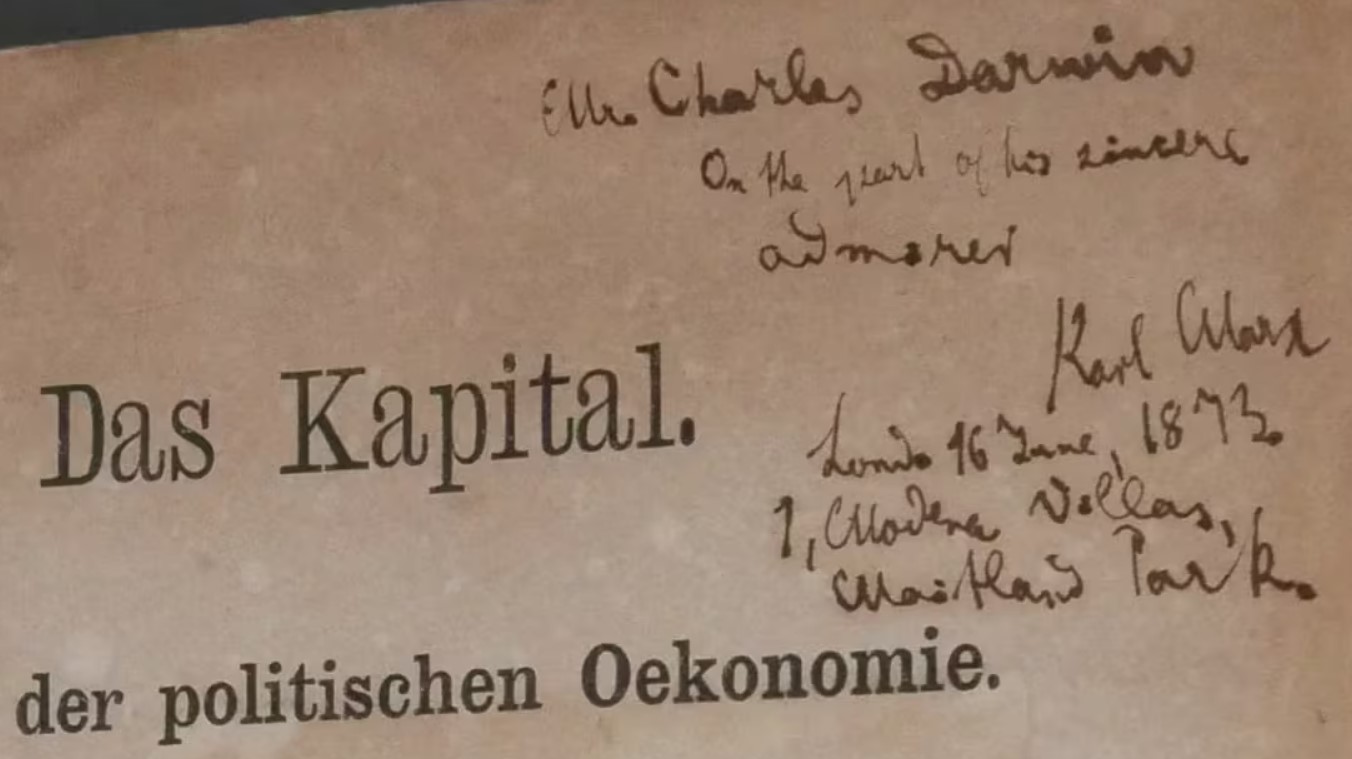 Mr. Charles Darwin
On the part of his sincere
admirer
Karl Marx
Das Kapital.
London 16 June, 1873.
1, Modena Villas,
Maitland Park.
der politischen Oekonomie.